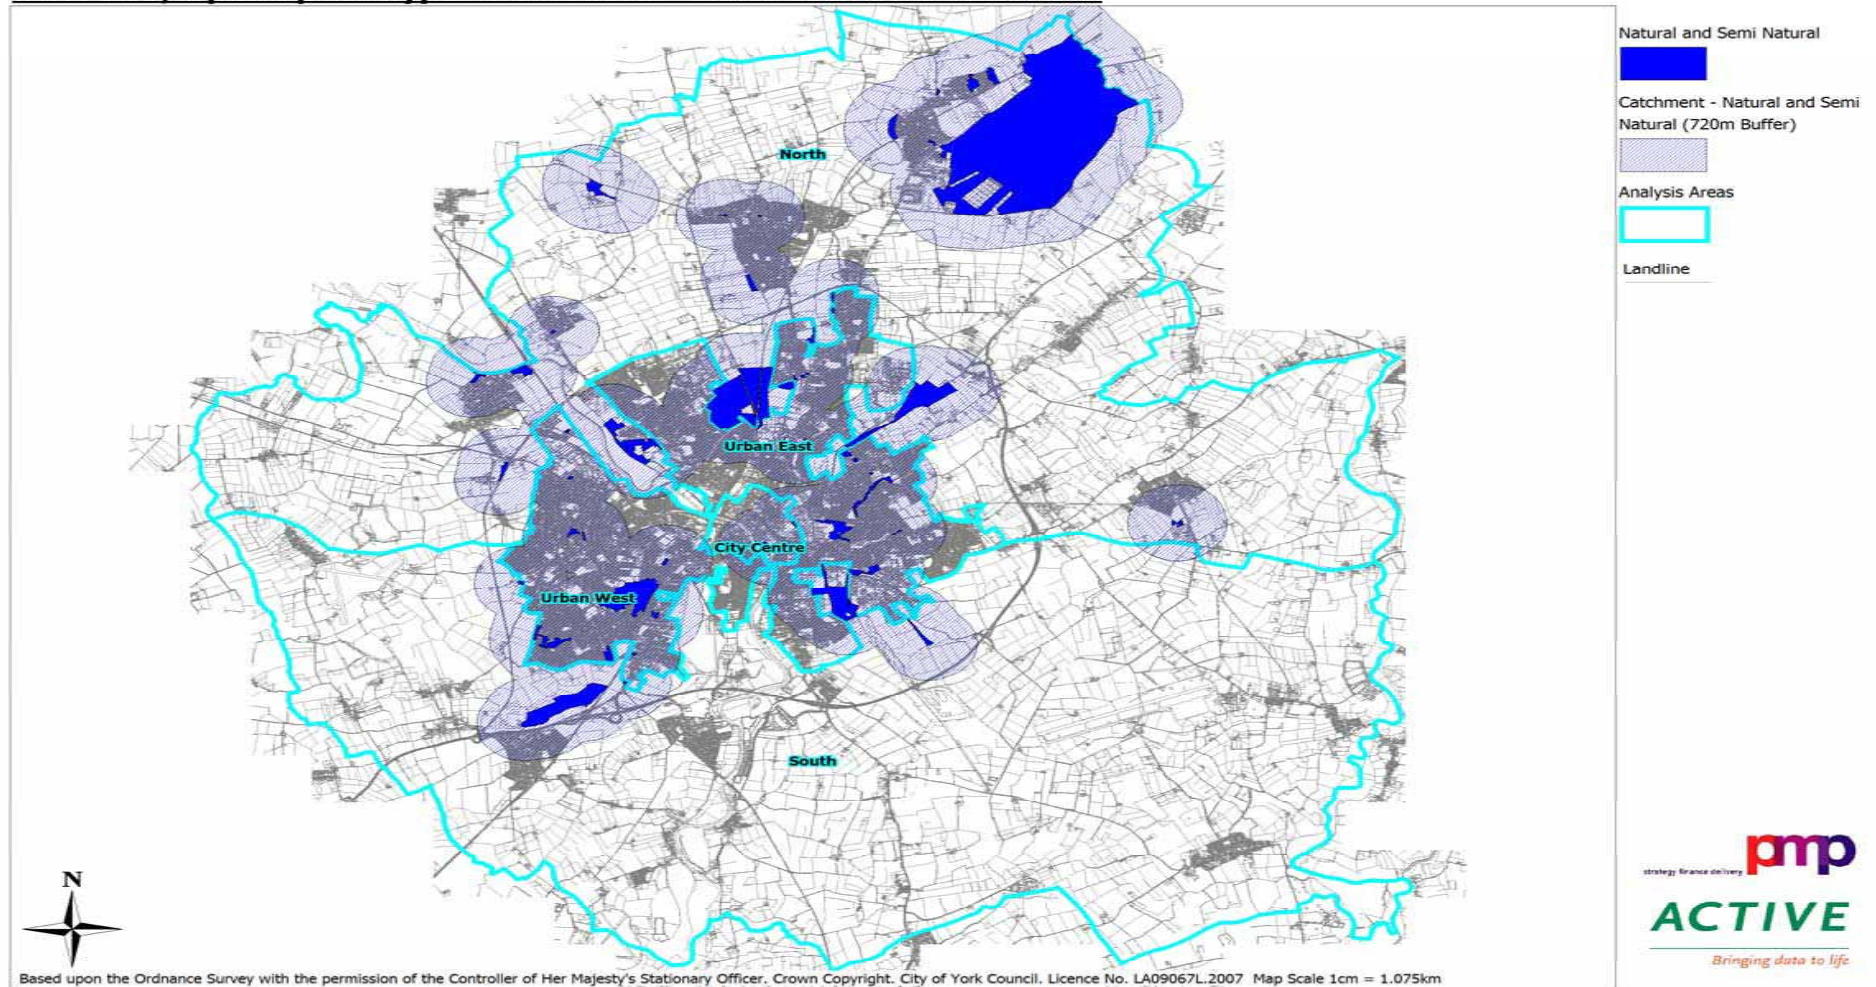 Natural and Semi Natural
Catchment - Natural and Semi
Natural (720m Buffer)
Analysis Areas
Landline
North
Urban East
City Centre
Urban West
South
N
pmp
strategy finance delivery
ACTIVE
Bringing data to life
Based upon the Ordnance Survey with the permission of the Controller of Her Majesty's Stationary Officer. Crown Copyright. City of York Council. Licence No. LA09067L.2007 Map Scale 1cm = 1.075km